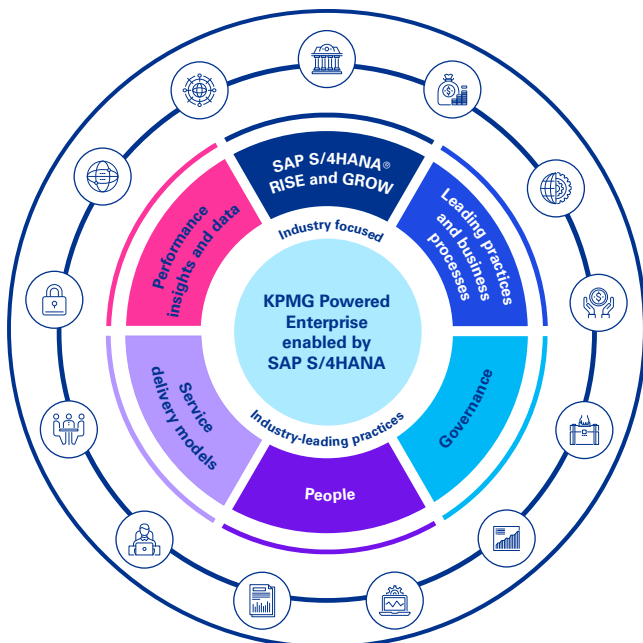 SAP S/4HANA®
RISE and GROW
Leading practices
and business
processes
Governance
People
Service
delivery models
Performance
insights and data
Industry focused
KPMG Powered
Enterprise
enabled by
SAP S/4HANA
Industry-leading practices